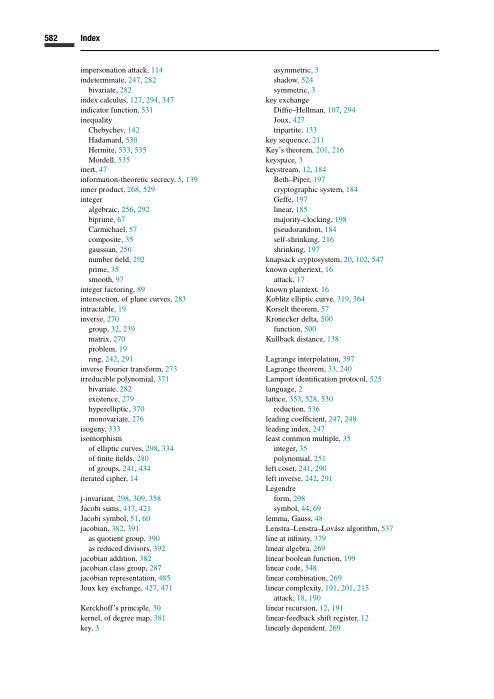 582 Index
impersonation attack, 114
indeterminate, 247, 282
bivariate, 282
index calculus, 127, 294, 347
indicator function, 531
inequality
Chebychev, 142
Hadamard, 530
Hermite, 533, 535
Mordell, 535
inert, 47
information-theoretic secrecy, 5, 139
inner product, 268, 529
integer
algebraic, 256, 292
biprime, 67
Carmichael, 57
composite, 35
gaussian, 256
number field, 292
prime, 35
smooth, 97
integer factoring, 89
intersection, of plane curves, 283
intractable, 19
inverse, 270
group, 32, 239
matrix, 270
problem, 19
ring, 242, 291
inverse Fourier transform, 273
irreducible polynomial, 371
bivariate, 282
existence, 279
hyperelliptic, 370
monovariate, 276
isogeny, 333
isomorphism
of elliptic curves, 298, 334
of finite fields, 280
of groups, 241, 434
iterated cipher, 14
j-invariant, 298, 309, 358
Jacobi sums, 417, 421
Jacobi symbol, 51, 60
jacobian, 382, 391
as quotient group, 390
as reduced divisors, 392
jacobian addition, 382
jacobian class group, 287
jacobian representation, 485
Joux key exchange, 427, 471
Kerckhoff's principle, 30
kernel, of degree map, 381
key, 3
asymmetric, 3
shadow, 524
symmetric, 3
key exchange
Diffie–Hellman, 107, 294
Joux, 427
tripartite, 133
key sequence, 211
Key's theorem, 201, 216
keyspace, 3
keystream, 12, 184
Beth–Piper, 197
cryptographic system, 184
Geffe, 197
linear, 185
majority-clocking, 198
pseudorandom, 184
self-shrinking, 216
shrinking, 197
knapsack cryptosystem, 20, 102, 547
known ciphertext, 16
attack, 17
known plaintext, 16
Koblitz elliptic curve, 319, 364
Korselt theorem, 57
Kronecker delta, 500
function, 500
Kullback distance, 138
Lagrange interpolation, 397
Lagrange theorem, 33, 240
Lamport identification protocol, 525
language, 2
lattice, 353, 528, 530
reduction, 536
leading coefficient, 247, 248
leading index, 247
least common multiple, 35
integer, 35
polynomial, 251
left coset, 241, 290
left inverse, 242, 291
Legendre
form, 298
symbol, 44, 69
lemma, Gauss, 48
Lenstra–Lenstra–Lovász algorithm, 537
line at infinity, 379
linear algebra, 269
linear boolean function, 199
linear code, 548
linear combination, 269
linear complexity, 191, 201, 215
attack, 18, 190
linear recursion, 12, 191
linear-feedback shift register, 12
linearly dependent, 269